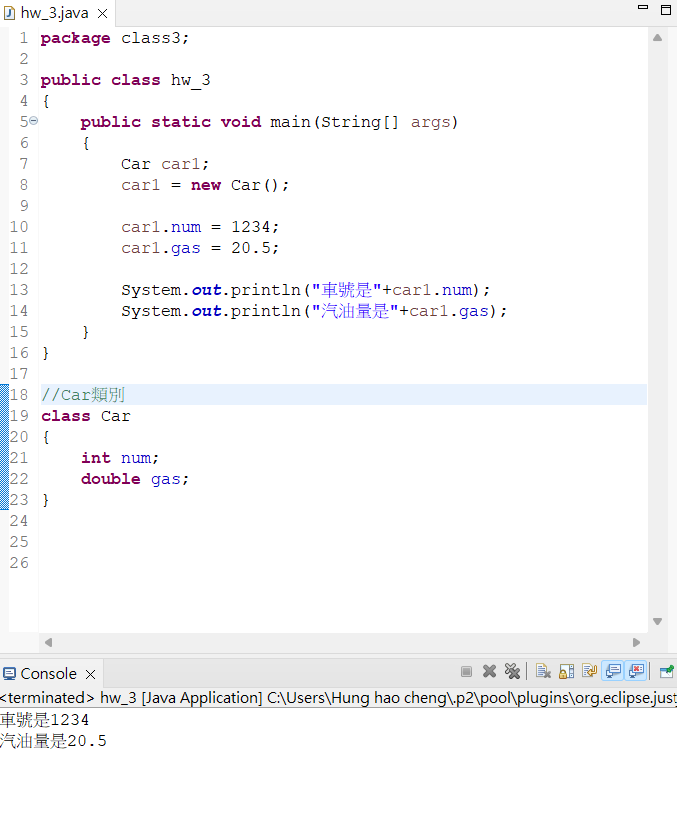 hw_3.java
1 package class3;
2
3 public class hw_3
4 {
5     public static void main(String[] args)
6     {
7         Car car1;
8         car1 = new Car();
9
10         car1.num = 1234;
11         car1.gas = 20.5;
12
13         System.out.println("車號是"+car1.num);
14         System.out.println("汽油量是"+car1.gas);
15     }
16 }
17
18 //Car類別
19 class Car
20 {
21     int num;
22     double gas;
23 }
24
25
26
Console
<terminated> hw_3 [Java Application] C:\Users\Hung hao cheng\.p2\pool\plugins\org.eclipse.just
車號是1234
汽油量是20.5